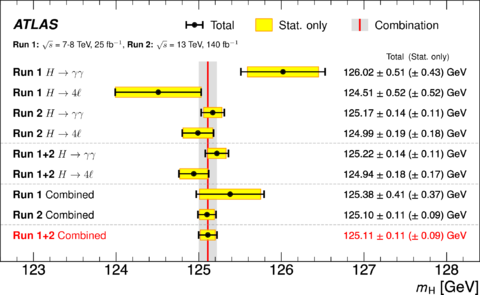 ATLAS Total Stat. only Combination
Run 1: √s = 7-8 TeV, 25 fb⁻¹, Run 2: √s = 13 TeV, 140 fb⁻¹
Total (Stat. only)
Run 1 H → γγ 126.02 ± 0.51 (± 0.43) GeV
Run 1 H → 4ℓ 124.51 ± 0.52 (± 0.52) GeV
Run 2 H → γγ 125.17 ± 0.14 (± 0.11) GeV
Run 2 H → 4ℓ 124.99 ± 0.19 (± 0.18) GeV
Run 1+2 H → γγ 125.22 ± 0.14 (± 0.11) GeV
Run 1+2 H → 4ℓ 124.94 ± 0.18 (± 0.17) GeV
Run 1 Combined 125.38 ± 0.41 (± 0.37) GeV
Run 2 Combined 125.10 ± 0.11 (± 0.09) GeV
Run 1+2 Combined 125.11 ± 0.11 (± 0.09) GeV
123 124 125 126 127 128
mH [GeV]